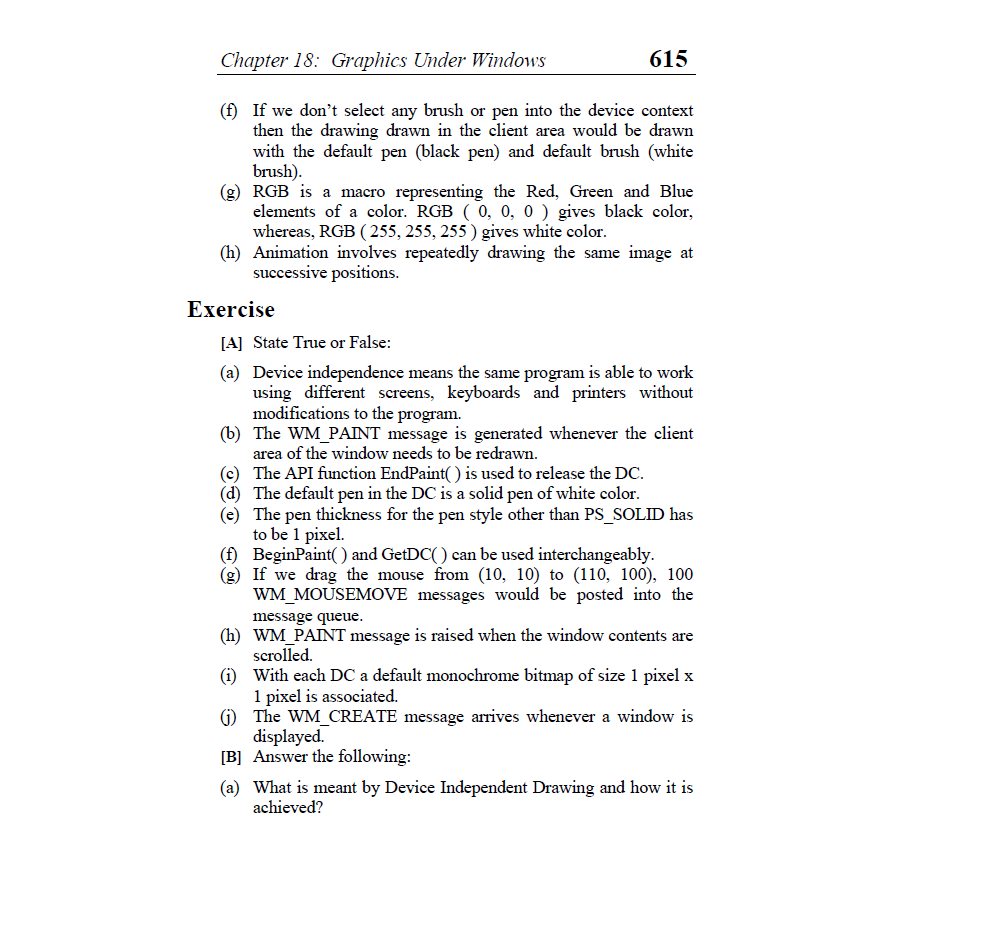 Chapter 18: Graphics Under Windows 615
(f) If we don’t select any brush or pen into the device context
then the drawing drawn in the client area would be drawn
with the default pen (black pen) and default brush (white
brush).
(g) RGB is a macro representing the Red, Green and Blue
elements of a color. RGB ( 0, 0, 0 ) gives black color,
whereas, RGB ( 255, 255, 255 ) gives white color.
(h) Animation involves repeatedly drawing the same image at
successive positions.
Exercise
[A] State True or False:
(a) Device independence means the same program is able to work
using different screens, keyboards and printers without
modifications to the program.
(b) The WM_PAINT message is generated whenever the client
area of the window needs to be redrawn.
(c) The API function EndPaint( ) is used to release the DC.
(d) The default pen in the DC is a solid pen of white color.
(e) The pen thickness for the pen style other than PS_SOLID has
to be 1 pixel.
(f) BeginPaint( ) and GetDC( ) can be used interchangeably.
(g) If we drag the mouse from (10, 10) to (110, 100), 100
WM_MOUSEMOVE messages would be posted into the
message queue.
(h) WM_PAINT message is raised when the window contents are
scrolled.
(i) With each DC a default monochrome bitmap of size 1 pixel x
1 pixel is associated.
(j) The WM_CREATE message arrives whenever a window is
displayed.
[B] Answer the following:
(a) What is meant by Device Independent Drawing and how it is
achieved?